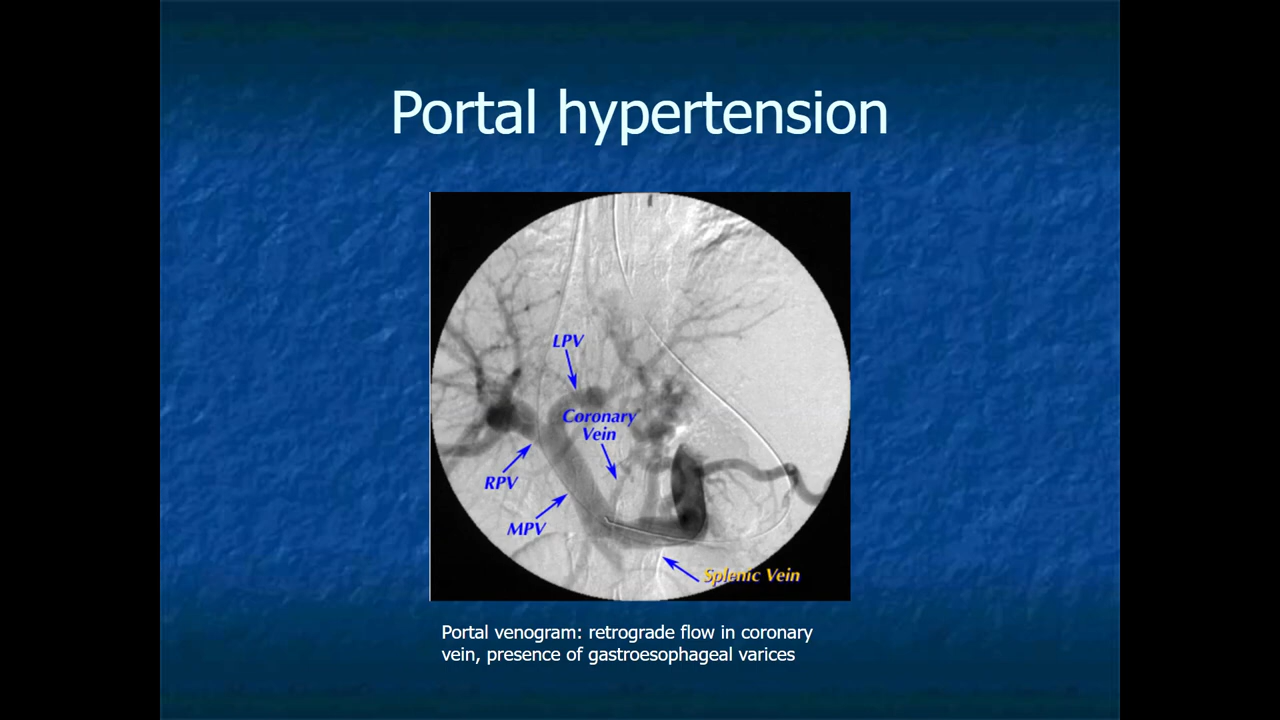 Portal hypertension
LPV
Coronary
Vein
RPV
MPV
Splenic Vein
Portal venogram: retrograde flow in coronary
vein, presence of gastroesophageal varices